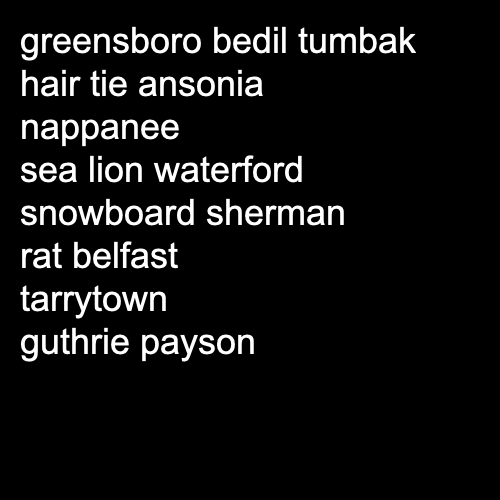 greensboro bedil tumbak
hair tie ansonia
nappanee
sea lion waterford
snowboard sherman
rat belfast
tarrytown
guthrie payson